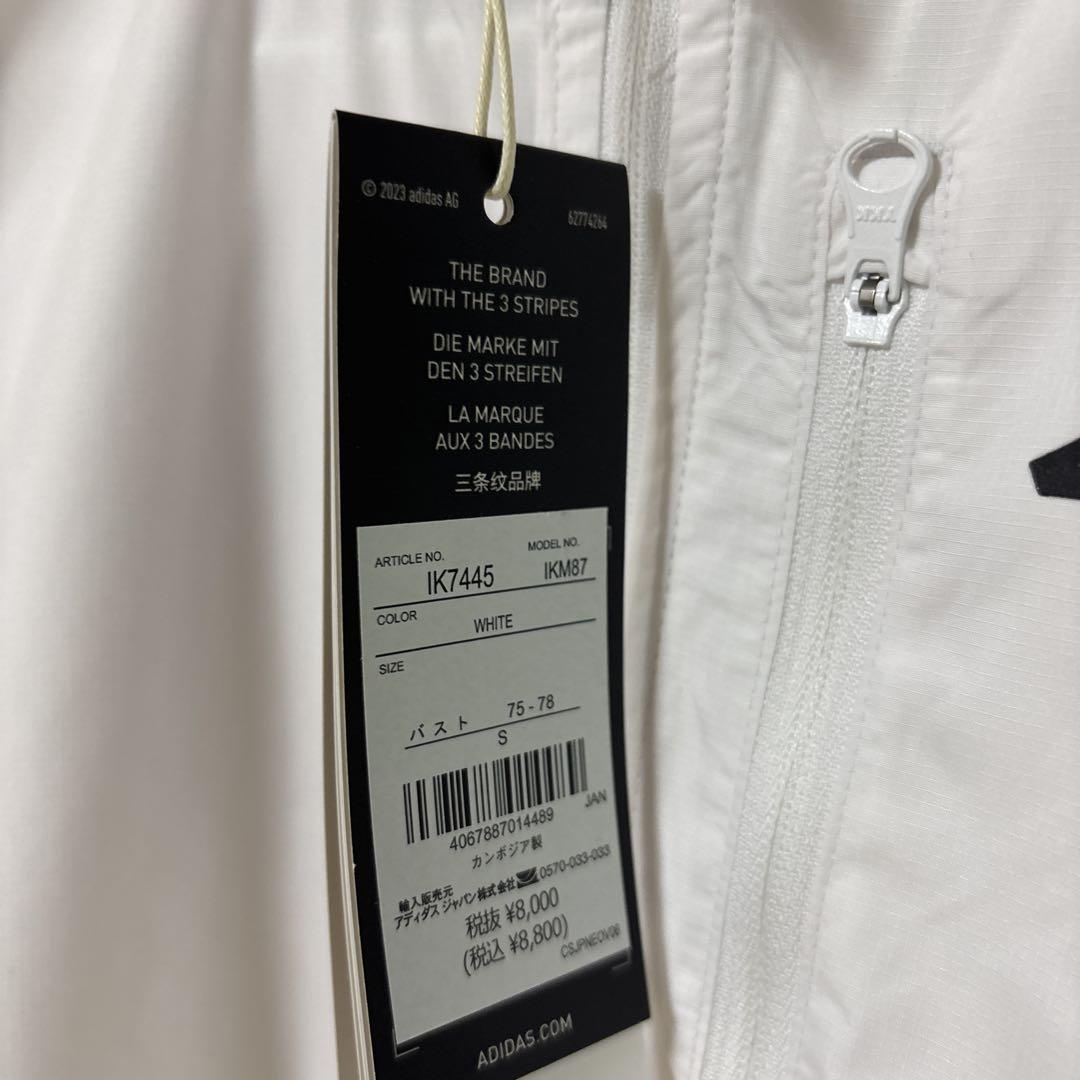 © 2023 adidas AG
62774264
THE BRAND
WITH THE 3 STRIPES
DIE MARKE MIT
DEN 3 STREIFEN
LA MARQUE
AUX 3 BANDES
三条纹品牌
ARTICLE NO.
IK7445
MODEL NO.
IKM87
COLOR
WHITE
SIZE
バスト 75 - 78
S
JAN
4067887014489
カンボジア製
輸入販売元
アディダス ジャパン株式会社 0570-033-033
税抜 ¥8,000
(税込 ¥8,800)
CSJPNEOV06
ADIDAS.COM
YKK